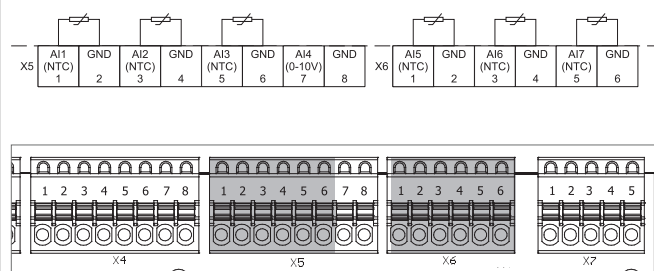 AI1 GND AI2 GND AI3 GND AI4 GND AI5 GND AI6 GND AI7 GND
X5 (NTC) (NTC) (NTC) (0-10V) X6 (NTC) (NTC) (NTC)
1 2 3 4 5 6 7 8 1 2 3 4 5 6
1 2 3 4 5 6 7 8 1 2 3 4 5 6 7 8 1 2 3 4 5 6 1 2 3 4 5
X4 X5 X6 X7